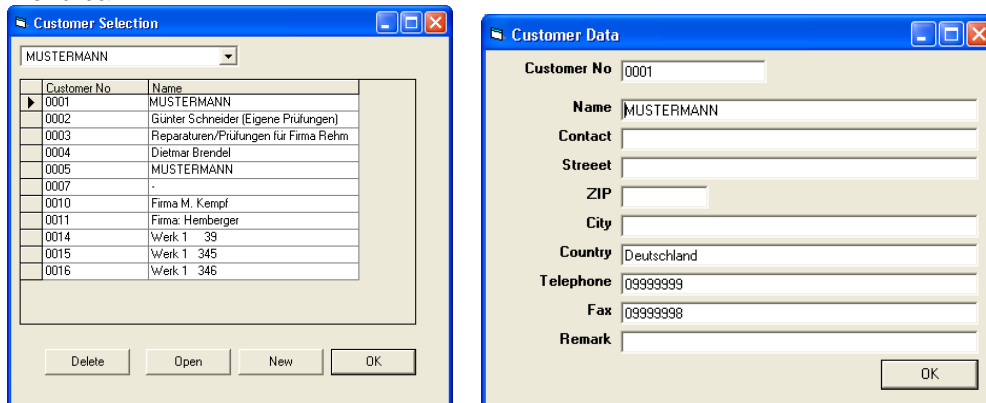 Customer Selection
MUSTERMANN
Customer No Name
0001 MUSTERMANN
0002 Günter Schneider (Eigene Prüfungen)
0003 Reparaturen/Prüfungen für Firma Rehm
0004 Dietmar Brendel
0005 MUSTERMANN
0007 -
0010 Firma M. Kempf
0011 Firma: Hemberger
0014 Werk 1 39
0015 Werk 1 345
0016 Werk 1 346
Delete Open New OK
Customer Data
Customer No 0001
Name MUSTERMANN
Contact
Streeet
ZIP
City
Country Deutschland
Telephone 09999999
Fax 09999998
Remark
OK